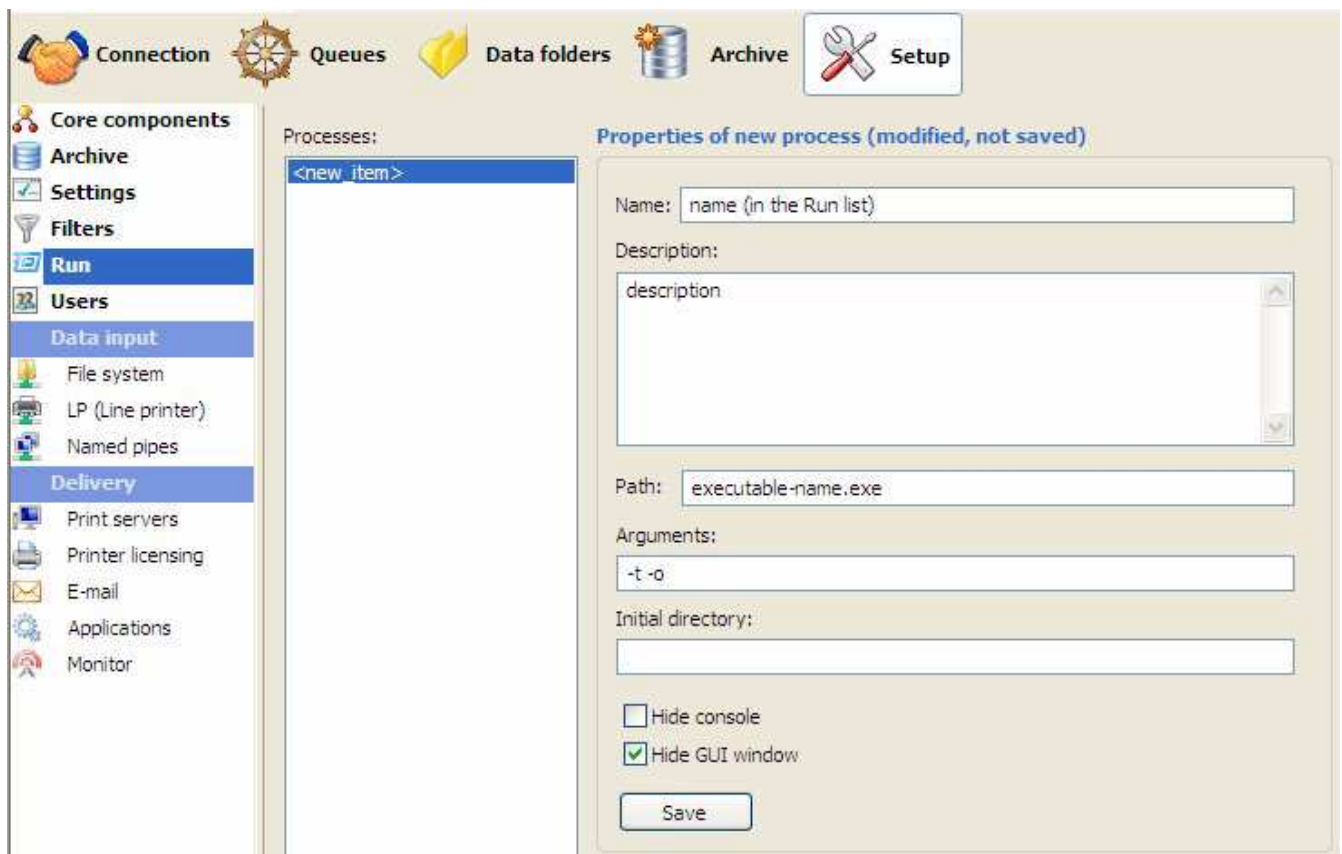 Connection Queues Data folders Archive Setup
Core components
Archive
Settings
Filters
Run
Users
Data input
File system
LP (Line printer)
Named pipes
Delivery
Print servers
Printer licensing
E-mail
Applications
Monitor
Processes:
<new_item>
Properties of new process (modified, not saved)
Name: name (in the Run list)
Description:
description
Path: executable-name.exe
Arguments:
-t -o
Initial directory:
Hide console
Hide GUI window
Save